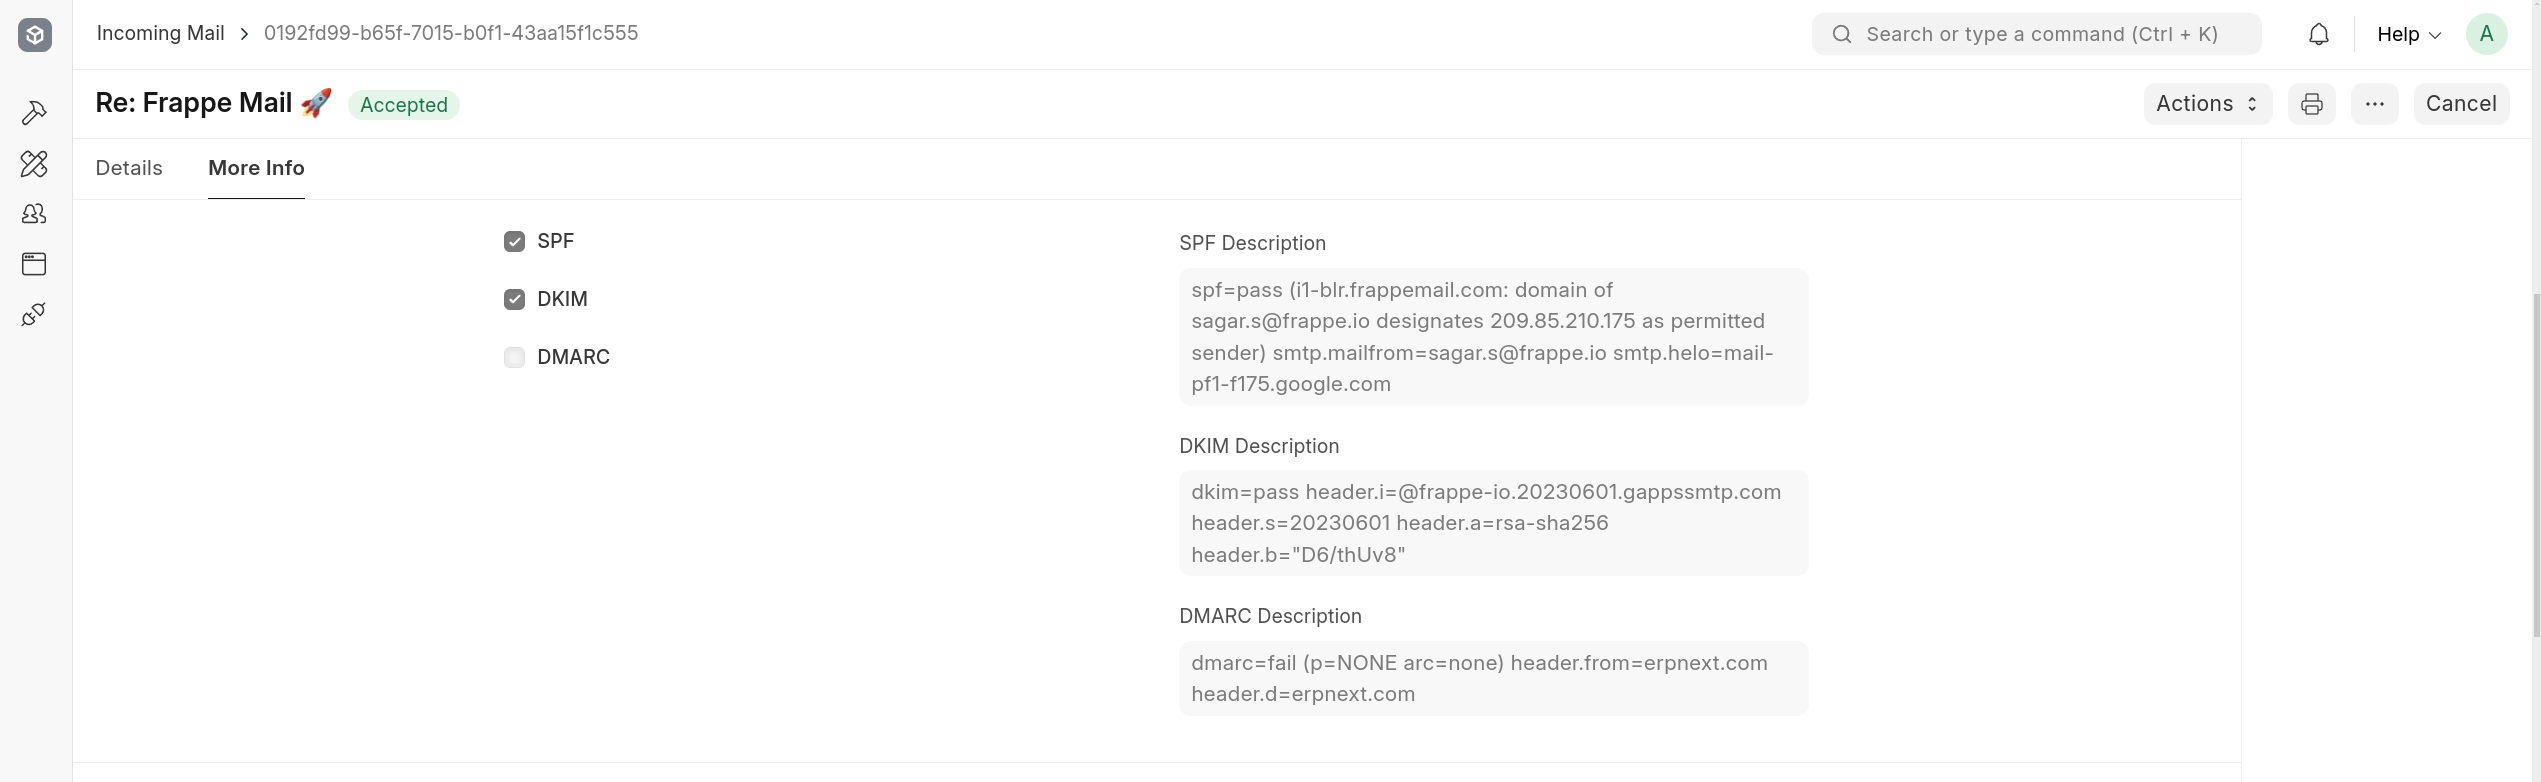 Incoming Mail > 0192fd99-b65f-7015-b0f1-43aa15f1c555
Search or type a command (Ctrl + K)
Help
A
Re: Frappe Mail 🚀 Accepted
Actions
Cancel
Details More Info
SPF
DKIM
DMARC
SPF Description
spf=pass (i1-blr.frappemail.com: domain of
sagar.s@frappe.io designates 209.85.210.175 as permitted
sender) smtp.mailfrom=sagar.s@frappe.io smtp.helo=mail-
pf1-f175.google.com
DKIM Description
dkim=pass header.i=@frappe-io.20230601.gappssmtp.com
header.s=20230601 header.a=rsa-sha256
header.b="D6/thUv8"
DMARC Description
dmarc=fail (p=NONE arc=none) header.from=erpnext.com
header.d=erpnext.com